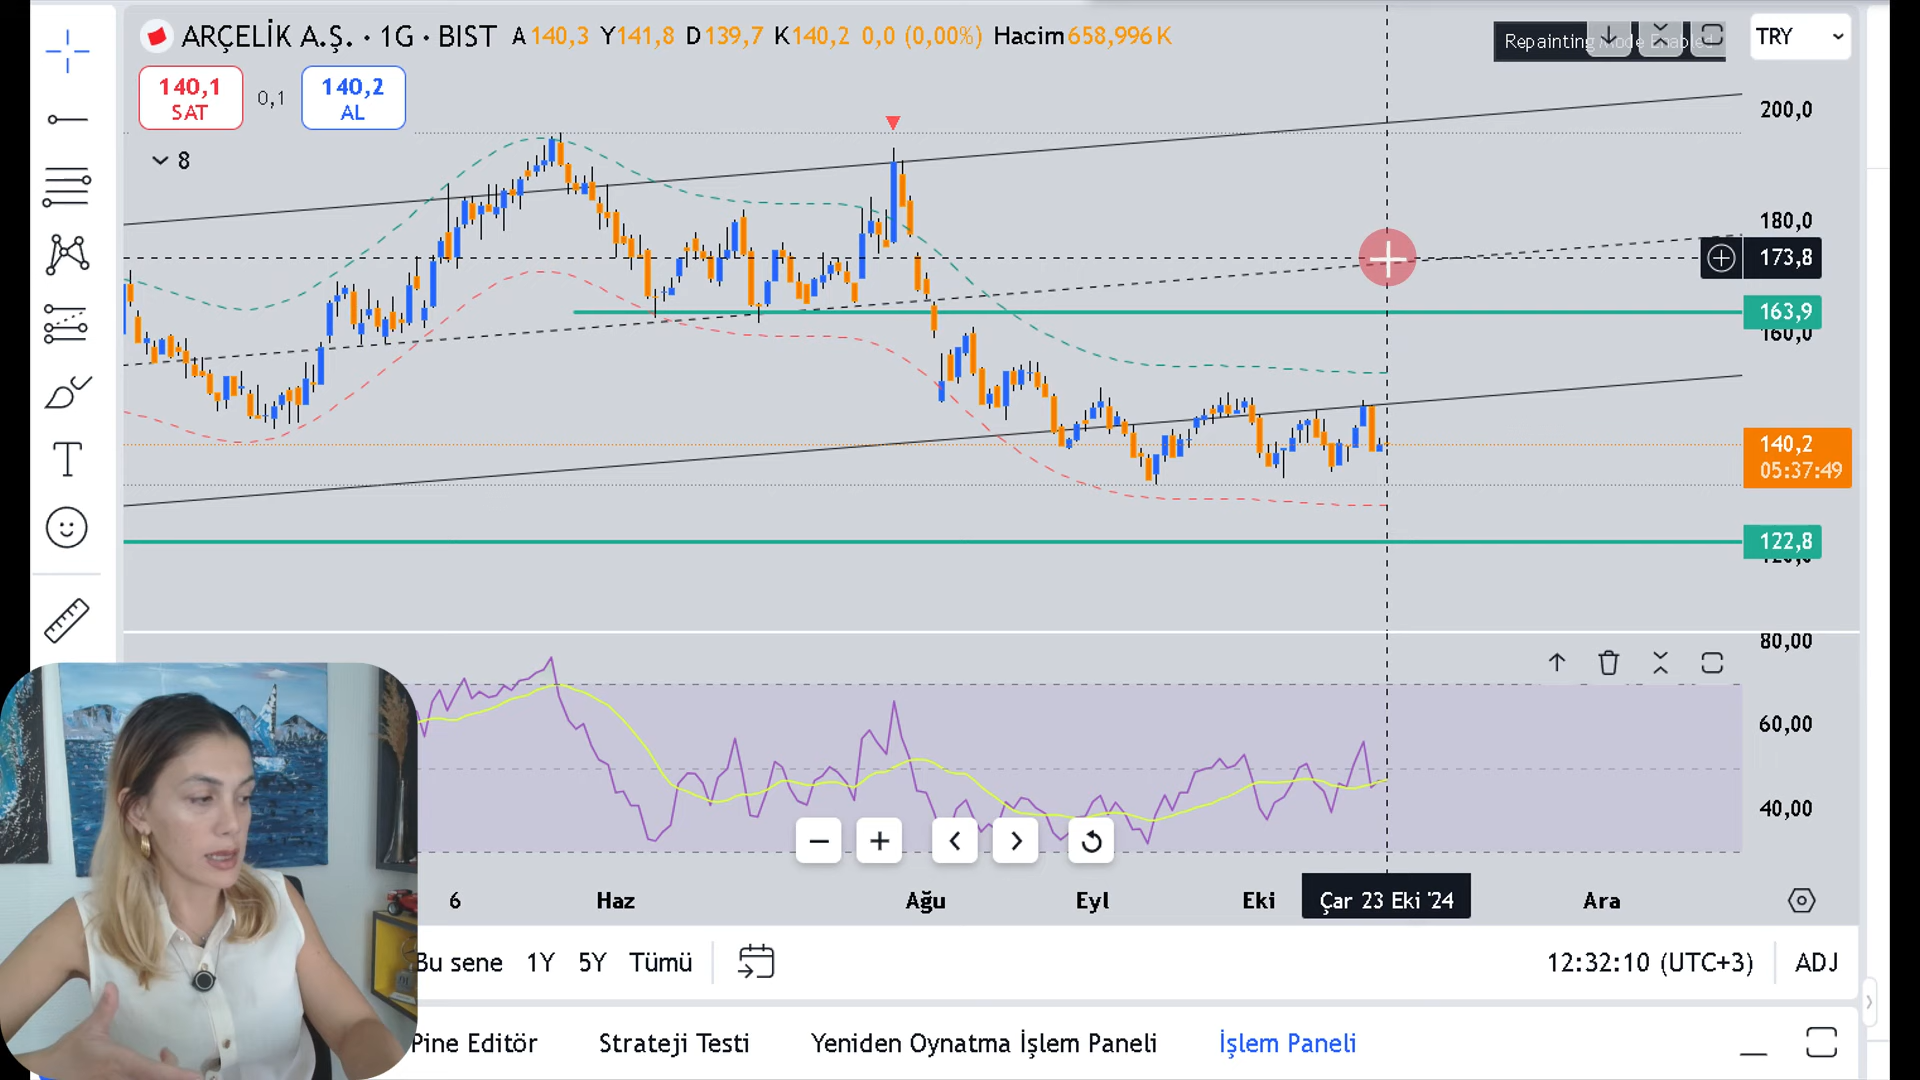 ARÇELİK A.Ş. · 1G · BIST A140,3 Y141,8 D139,7 K140,2 0,0 (0,00%) Hacim658,996K
Repainting Mode Enabled
TRY
140,1
SAT
0,1
140,2
AL
8
200,0
180,0
173,8
163,9
160,0
140,2
05:37:49
122,8
80,00
60,00
40,00
6
Haz
Ağu
Eyl
Eki
Çar 23 Eki '24
Ara
Bu sene
1Y
5Y
Tümü
12:32:10 (UTC+3)
ADJ
Pine Editör
Strateji Testi
Yeniden Oynatma İşlem Paneli
İşlem Paneli